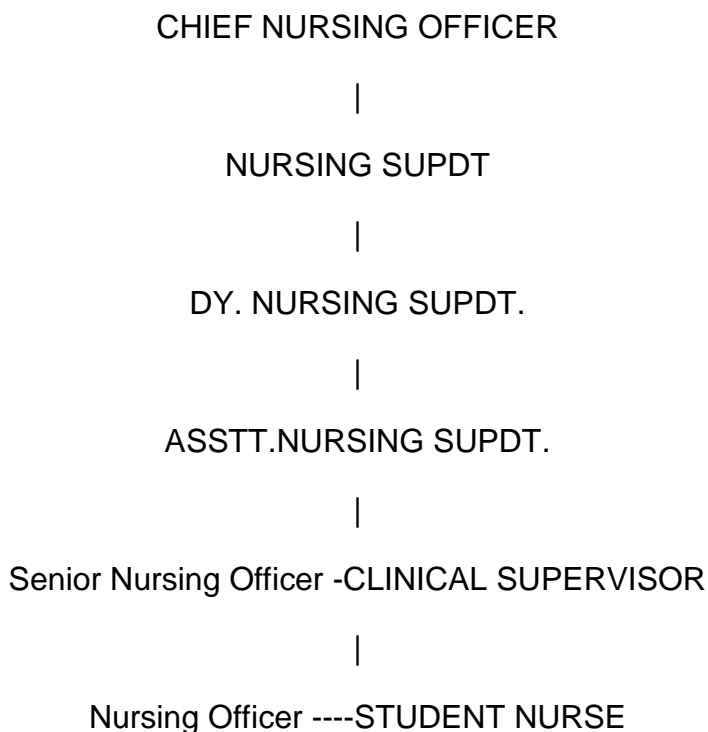 CHIEF NURSING OFFICER
|
NURSING SUPDT
|
DY. NURSING SUPDT.
|
ASSTT.NURSING SUPDT.
|
Senior Nursing Officer -CLINICAL SUPERVISOR
|
Nursing Officer ----STUDENT NURSE